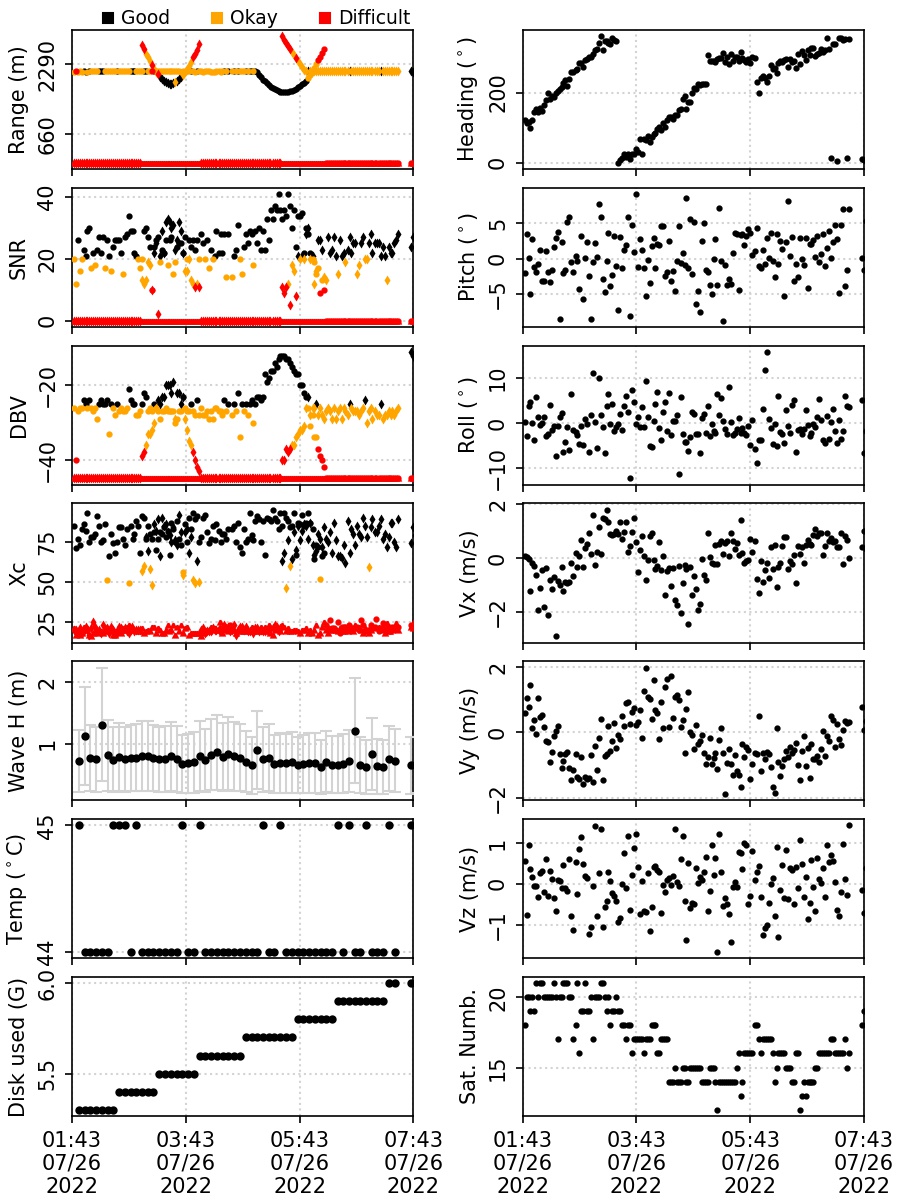 Good Okay Difficult
Range (m)
2290
660
Heading (°)
200
0
SNR
40
20
0
Pitch (°)
5
0
−5
DBV
−20
−40
Roll (°)
10
0
−10
Xc
75
50
25
Vx (m/s)
2
0
−2
Wave H (m)
2
1
Vy (m/s)
2
0
−2
Temp (°C)
45
44
Vz (m/s)
1
0
−1
Disk used (G)
6.0
5.5
Sat. Numb.
20
15
01:43 03:43 05:43 07:43
07/26 07/26 07/26 07/26
2022 2022 2022 2022
01:43 03:43 05:43 07:43
07/26 07/26 07/26 07/26
2022 2022 2022 2022